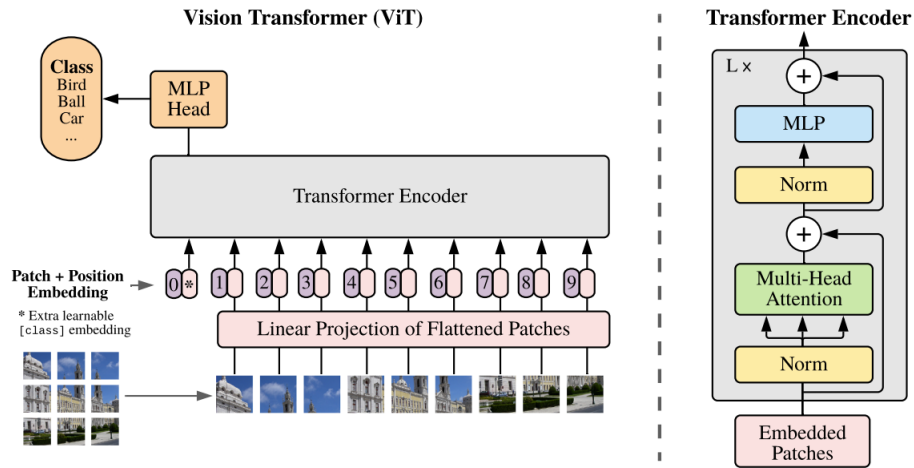 Vision Transformer (ViT)
Class
Bird
Ball
Car
...
MLP
Head
Transformer Encoder
0 * 1 2 3 4 5 6 7 8 9
Patch + Position
Embedding
* Extra learnable
[class] embedding
Linear Projection of Flattened Patches
Transformer Encoder
L ×
+
MLP
Norm
+
Multi-Head
Attention
Norm
Embedded
Patches